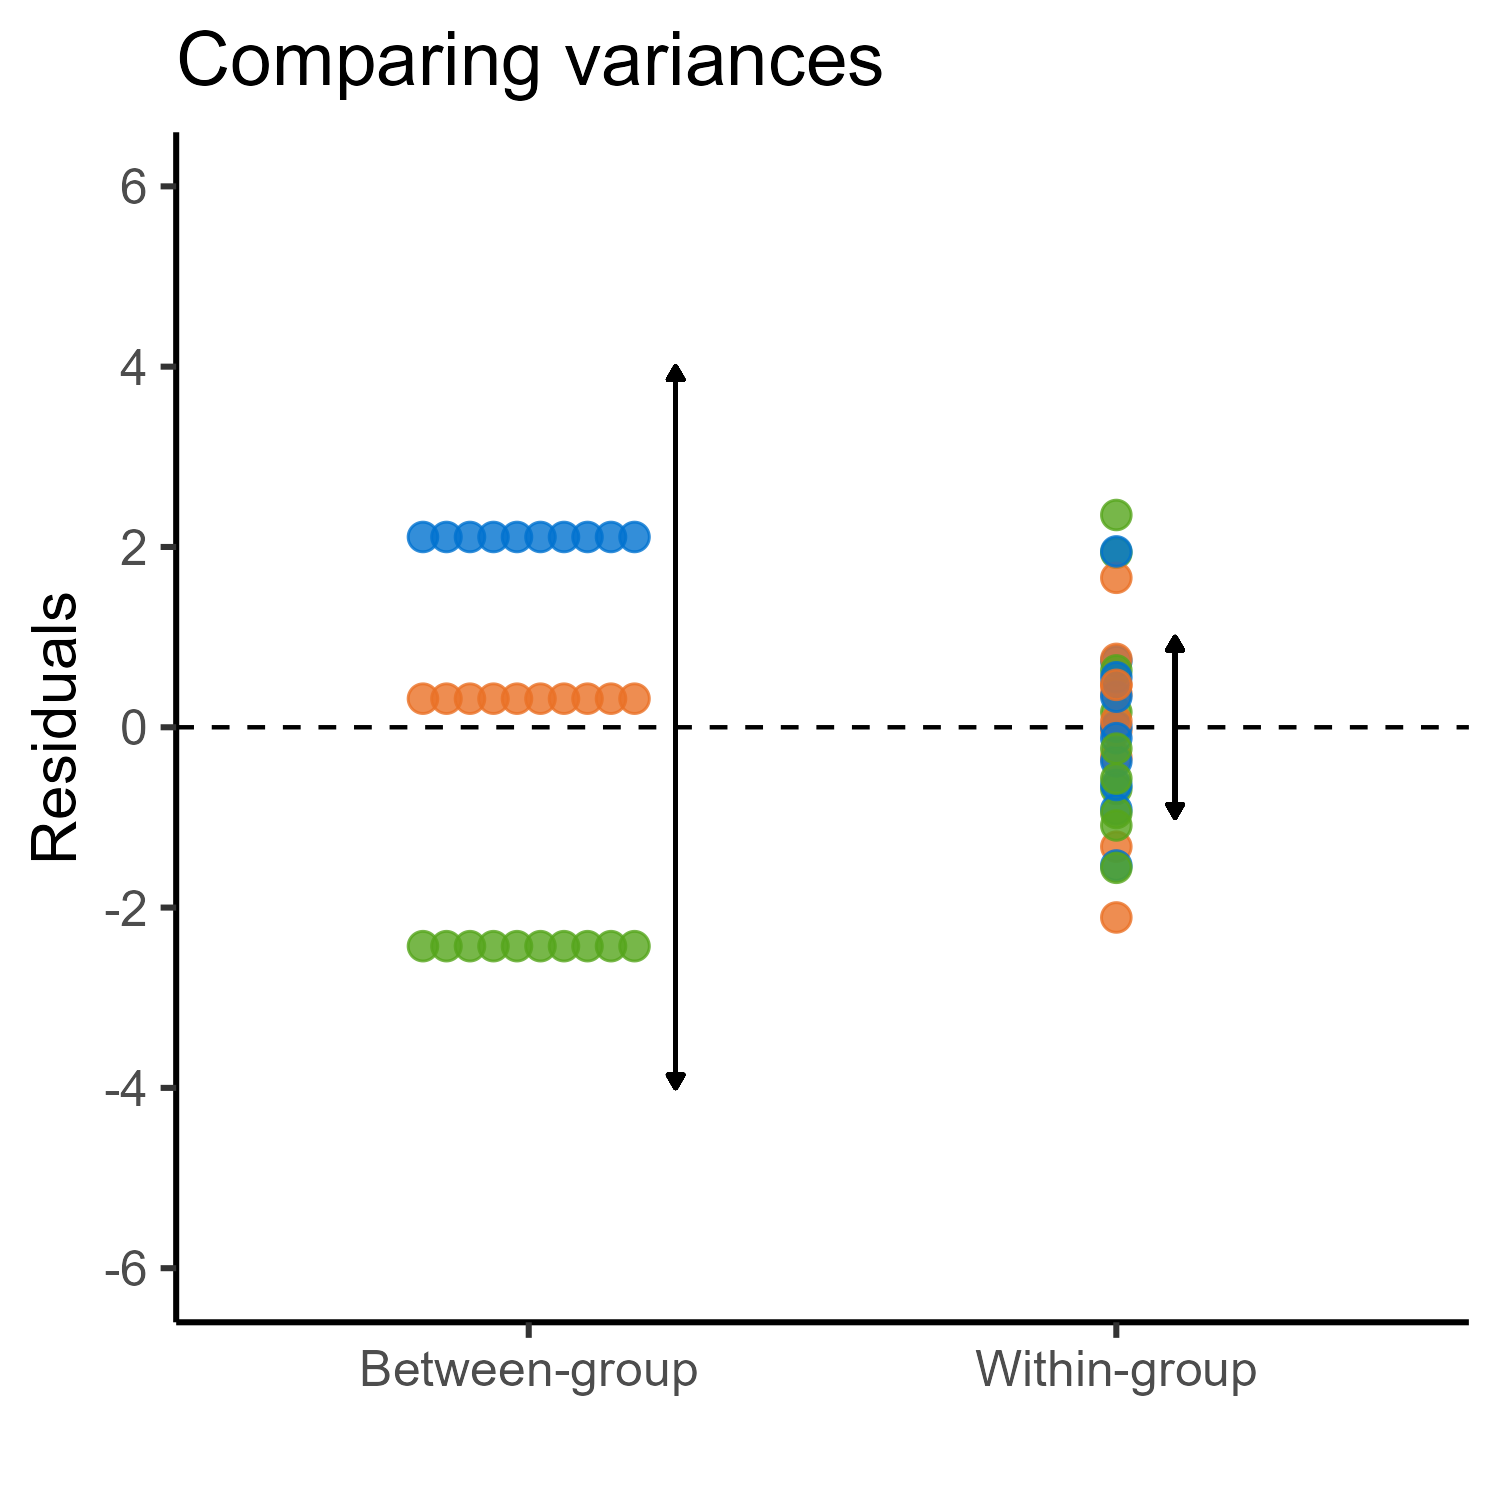 Comparing variances
Residuals
6
4
2
0
-2
-4
-6
Between-group
Within-group